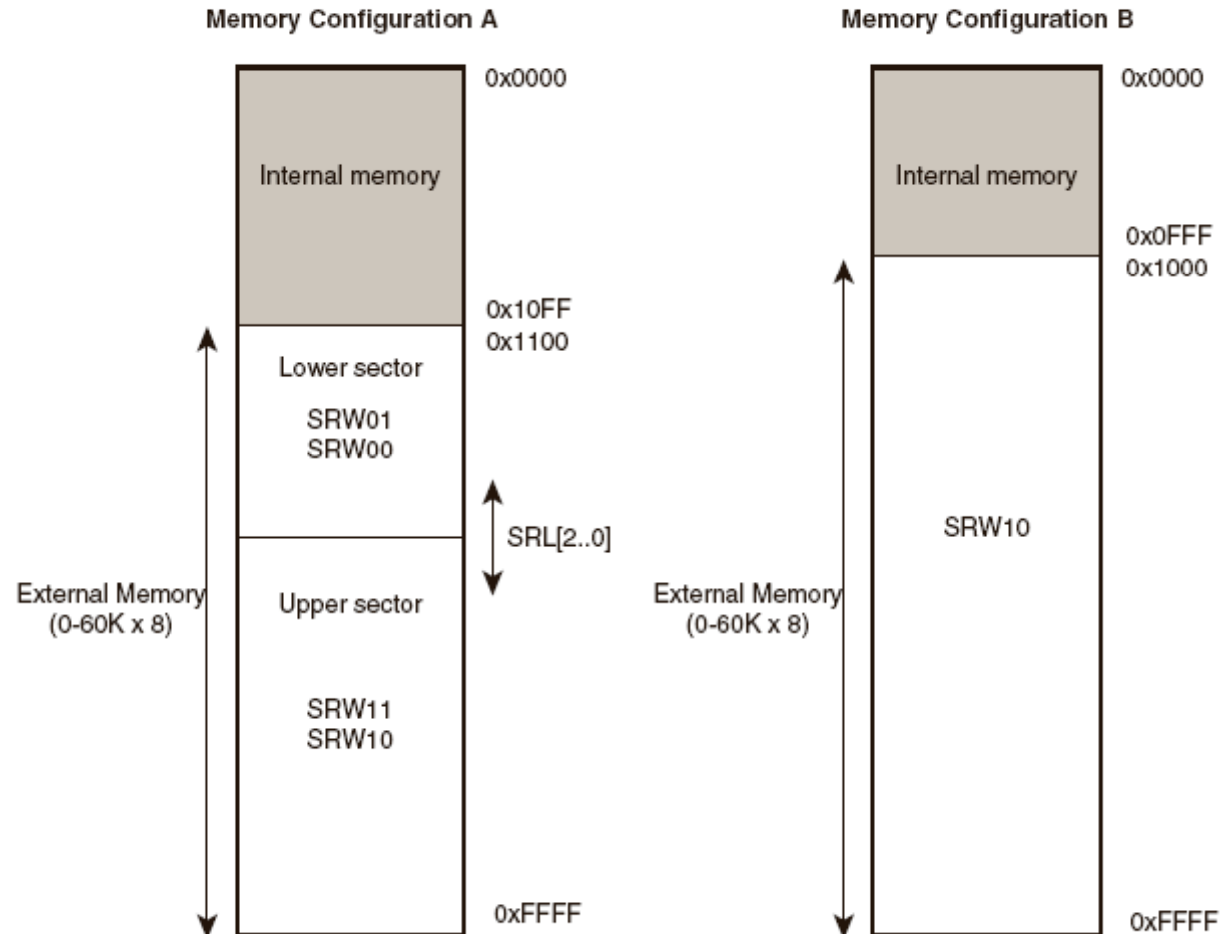 Memory Configuration A
0x0000
Internal memory
0x10FF
0x1100
Lower sector
SRW01
SRW00
SRL[2..0]
External Memory
(0-60K x 8)
Upper sector
SRW11
SRW10
0xFFFF
Memory Configuration B
0x0000
Internal memory
0x0FFF
0x1000
SRW10
External Memory
(0-60K x 8)
0xFFFF